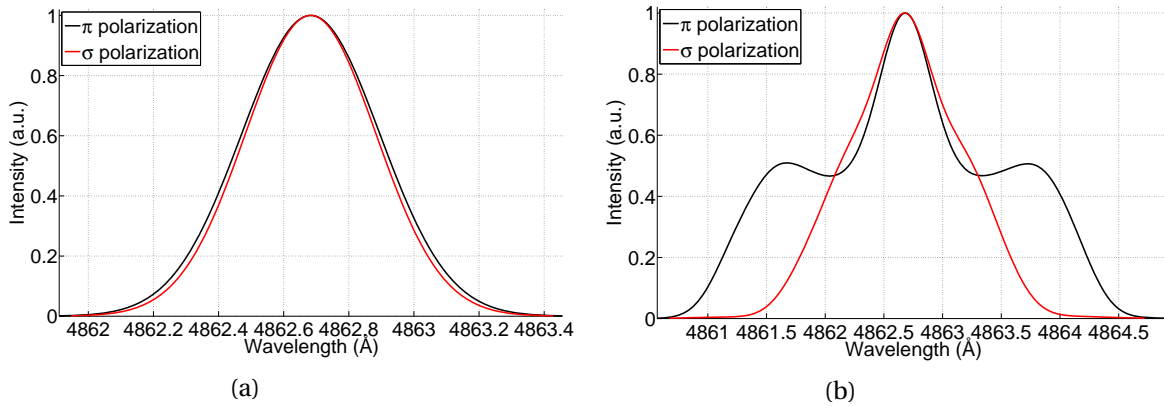 π polarization
σ polarization
1
0.8
0.6
0.4
0.2
0
Intensity (a.u.)
4862 4862.2 4862.4 4862.6 4862.8 4863 4863.2 4863.4
Wavelength (Å)
(a)
π polarization
σ polarization
1
0.8
0.6
0.4
0.2
0
Intensity (a.u.)
4861 4861.5 4862 4862.5 4863 4863.5 4864 4864.5
Wavelength (Å)
(b)